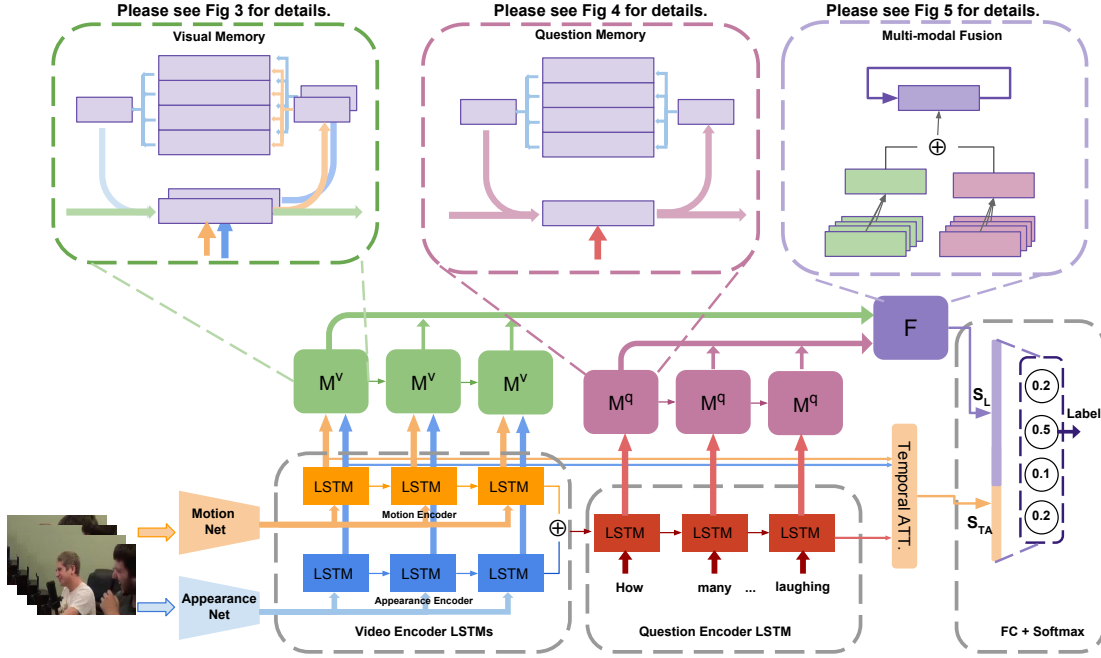 Please see Fig 3 for details.
Visual Memory
Please see Fig 4 for details.
Question Memory
Please see Fig 5 for details.
Multi-modal Fusion
F
M^v
M^v
M^v
M^q
M^q
M^q
S_L
0.2
0.5
0.1
0.2
Label
Temporal ATT.
S_TA
LSTM
LSTM
LSTM
Motion Encoder
Motion Net
LSTM
LSTM
LSTM
Appearance Encoder
Appearance Net
LSTM
LSTM
LSTM
How
many
...
laughing
Video Encoder LSTMs
Question Encoder LSTM
FC + Softmax